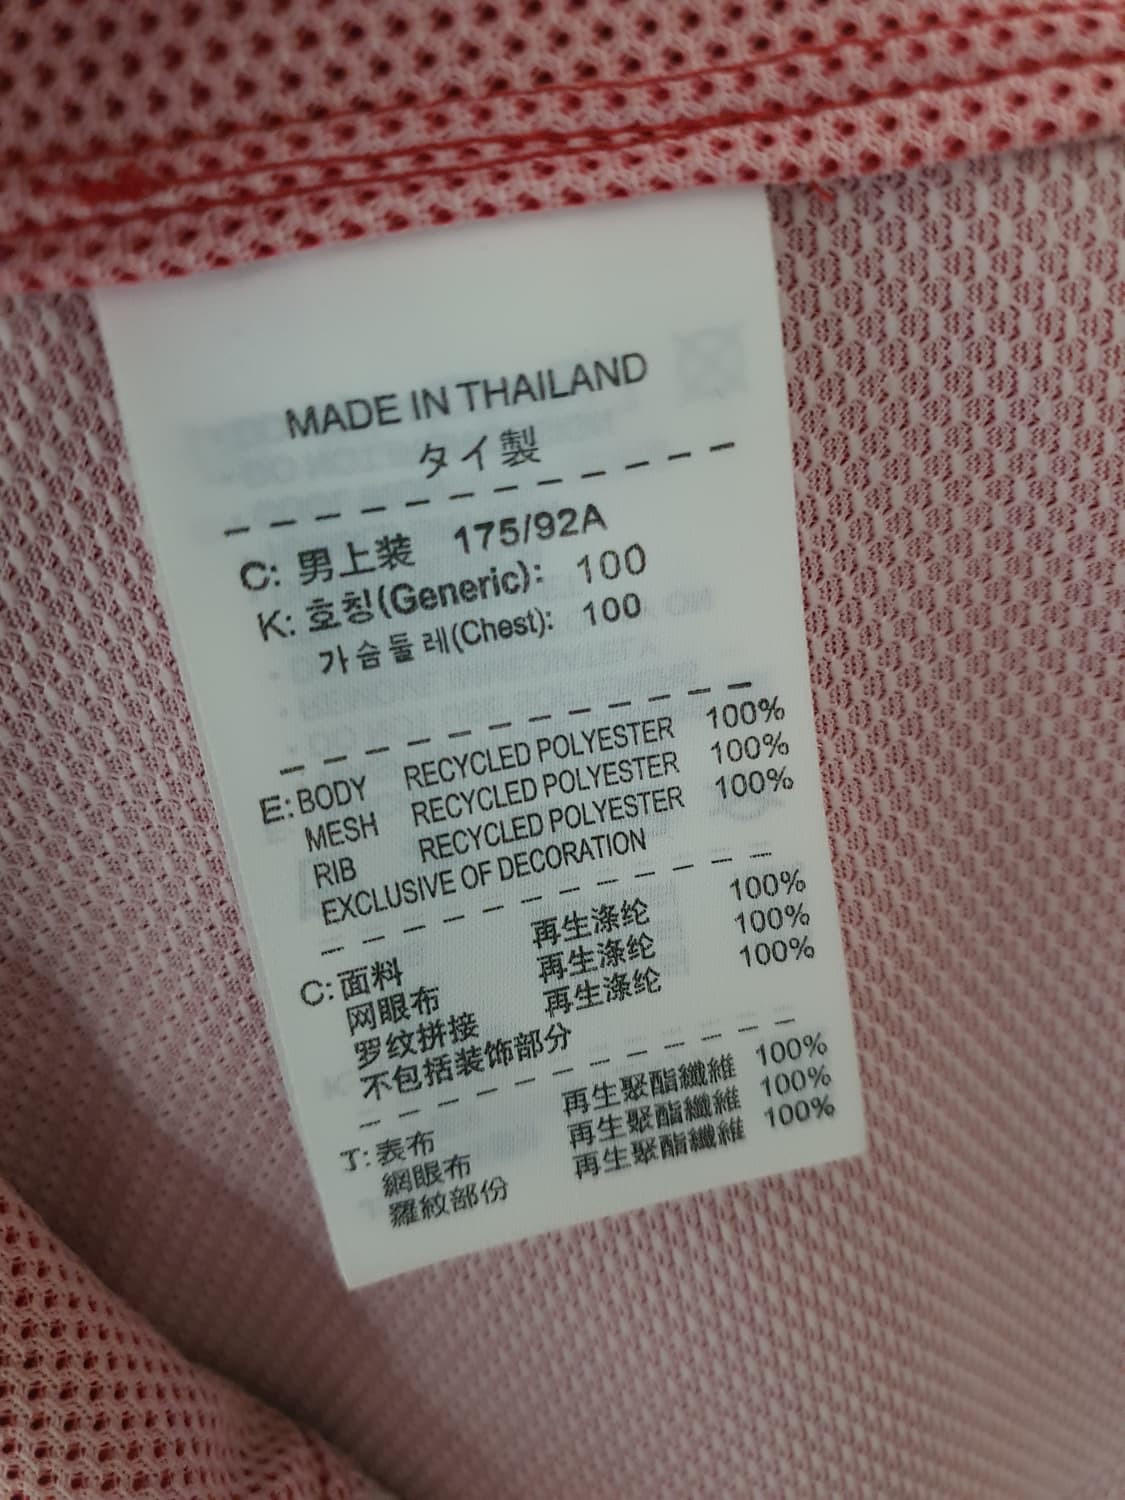 MADE IN THAILAND
タイ製
C: 男上装 175/92A
K: 호칭(Generic): 100
가슴둘레(Chest): 100
E: BODY RECYCLED POLYESTER 100%
MESH RECYCLED POLYESTER 100%
RIB RECYCLED POLYESTER 100%
EXCLUSIVE OF DECORATION
C: 面料 再生涤纶 100%
网眼布 再生涤纶 100%
罗纹拼接 再生涤纶 100%
不包括装饰部分
T: 表布 再生聚酯纖維 100%
網眼布 再生聚酯纖維 100%
羅紋部份 再生聚酯纖維 100%